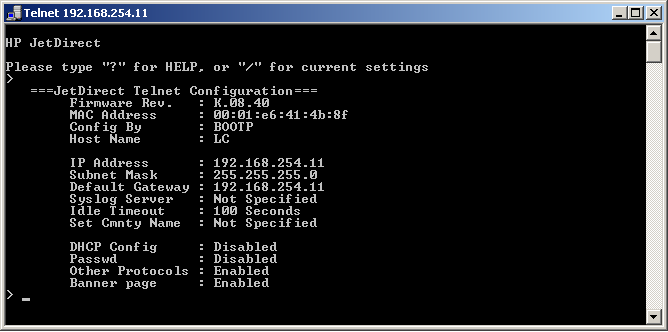 Telnet 192.168.254.11
HP JetDirect
Please type "?" for HELP, or "/" for current settings
>
===JetDirect Telnet Configuration===
Firmware Rev. : K.08.40
MAC Address : 00:01:e6:41:4b:8f
Config By : BOOTP
Host Name : LC
IP Address : 192.168.254.11
Subnet Mask : 255.255.255.0
Default Gateway : 192.168.254.11
Syslog Server : Not Specified
Idle Timeout : 100 Seconds
Set Cmnty Name : Not Specified
DHCP Config : Disabled
Passwd : Disabled
Other Protocols : Enabled
Banner page : Enabled
> _